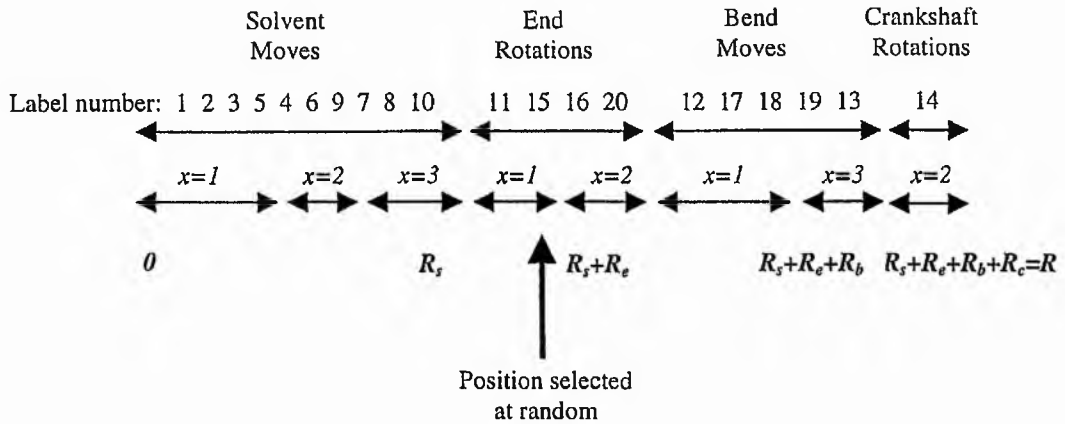 Solvent Moves
End Rotations
Bend Moves
Crankshaft Rotations
Label number: 1 2 3 5 4 6 9 7 8 10 11 15 16 20 12 17 18 19 13 14
x=1 x=2 x=3 x=1 x=2 x=1 x=3 x=2
0 R_s R_s+R_e R_s+R_e+R_b R_s+R_e+R_b+R_c=R
Position selected
at random